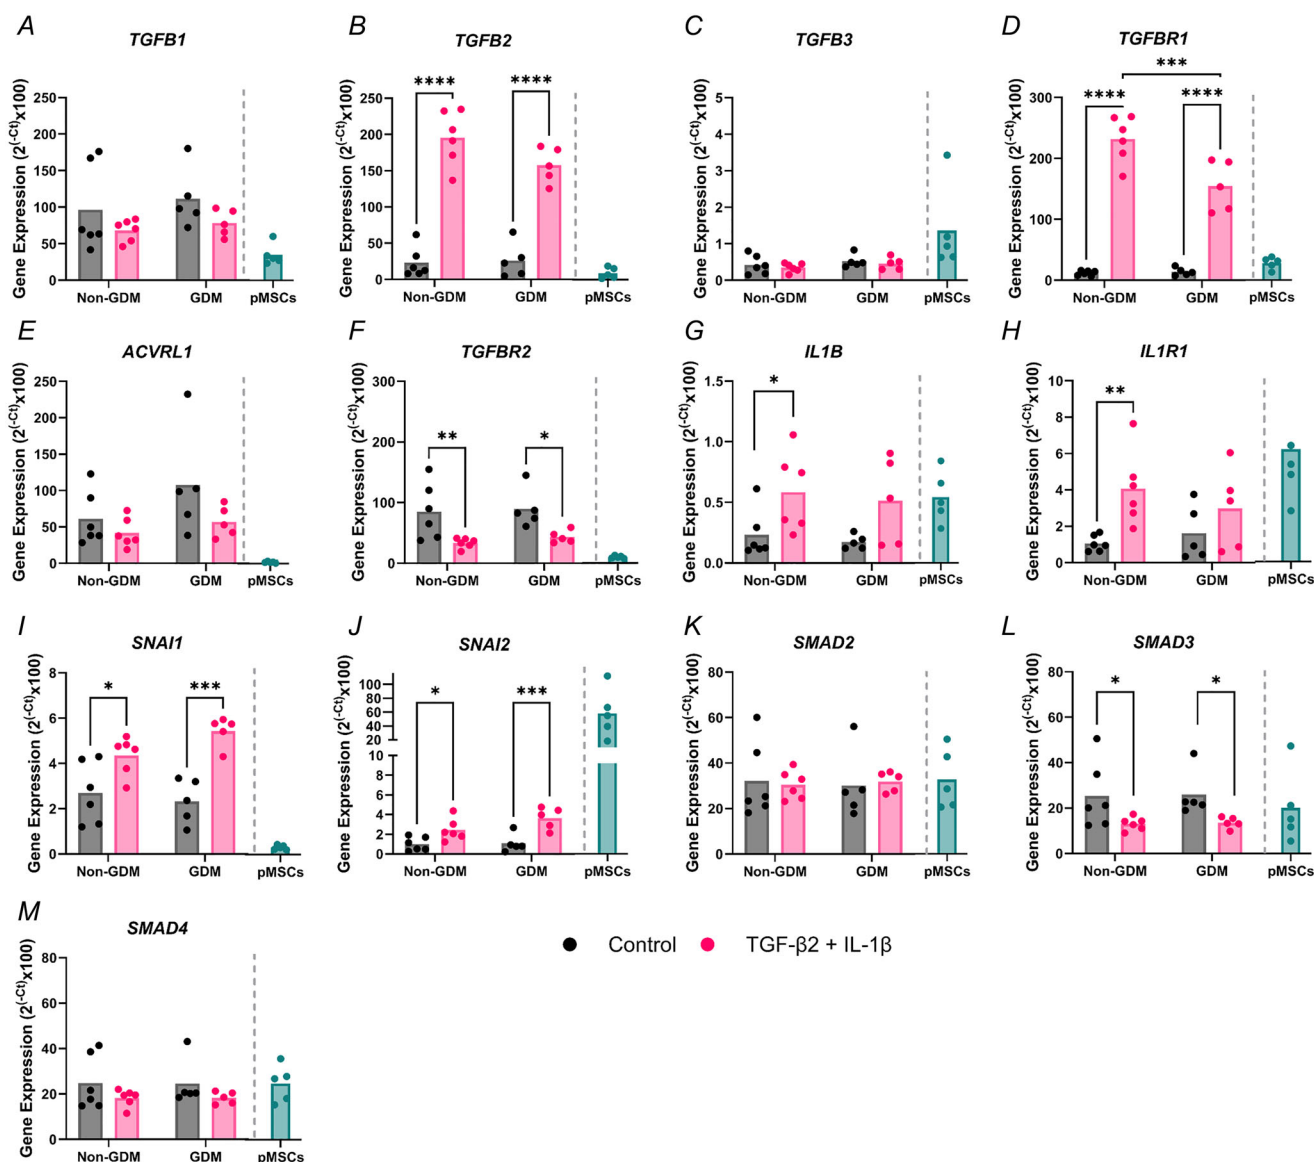 A TGFB1
Gene Expression (2(-Ct)x100)
250
200
150
100
50
0
Non-GDM GDM pMSCs
B TGFB2
Gene Expression (2(-Ct)x100)
**** ****
250
200
150
100
50
0
Non-GDM GDM pMSCs
C TGFB3
Gene Expression (2(-Ct)x100)
5
4
3
2
1
0
Non-GDM GDM pMSCs
D TGFBR1
Gene Expression (2(-Ct)x100)
***
**** ****
300
200
100
0
Non-GDM GDM pMSCs
E ACVRL1
Gene Expression (2(-Ct)x100)
250
200
150
100
50
0
Non-GDM GDM pMSCs
F TGFBR2
Gene Expression (2(-Ct)x100)
** *
300
200
100
0
Non-GDM GDM pMSCs
G IL1B
Gene Expression (2(-Ct)x100)
*
1.5
1.0
0.5
0.0
Non-GDM GDM pMSCs
H IL1R1
Gene Expression (2(-Ct)x100)
**
10
8
6
4
2
0
Non-GDM GDM pMSCs
I SNAI1
Gene Expression (2(-Ct)x100)
* ***
8
6
4
2
0
Non-GDM GDM pMSCs
J SNAI2
Gene Expression (2(-Ct)x100)
* ***
100
80
60
40
20
10
4
2
0
Non-GDM GDM pMSCs
K SMAD2
Gene Expression (2(-Ct)x100)
80
60
40
20
0
Non-GDM GDM pMSCs
L SMAD3
Gene Expression (2(-Ct)x100)
* *
80
60
40
20
0
Non-GDM GDM pMSCs
M SMAD4
Gene Expression (2(-Ct)x100)
80
60
40
20
0
Non-GDM GDM pMSCs
Control TGF-β2 + IL-1β